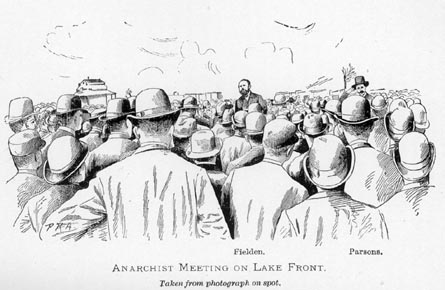 Fielden. Parsons.
ANARCHIST MEETING ON LAKE FRONT.
Taken from photograph on spot.